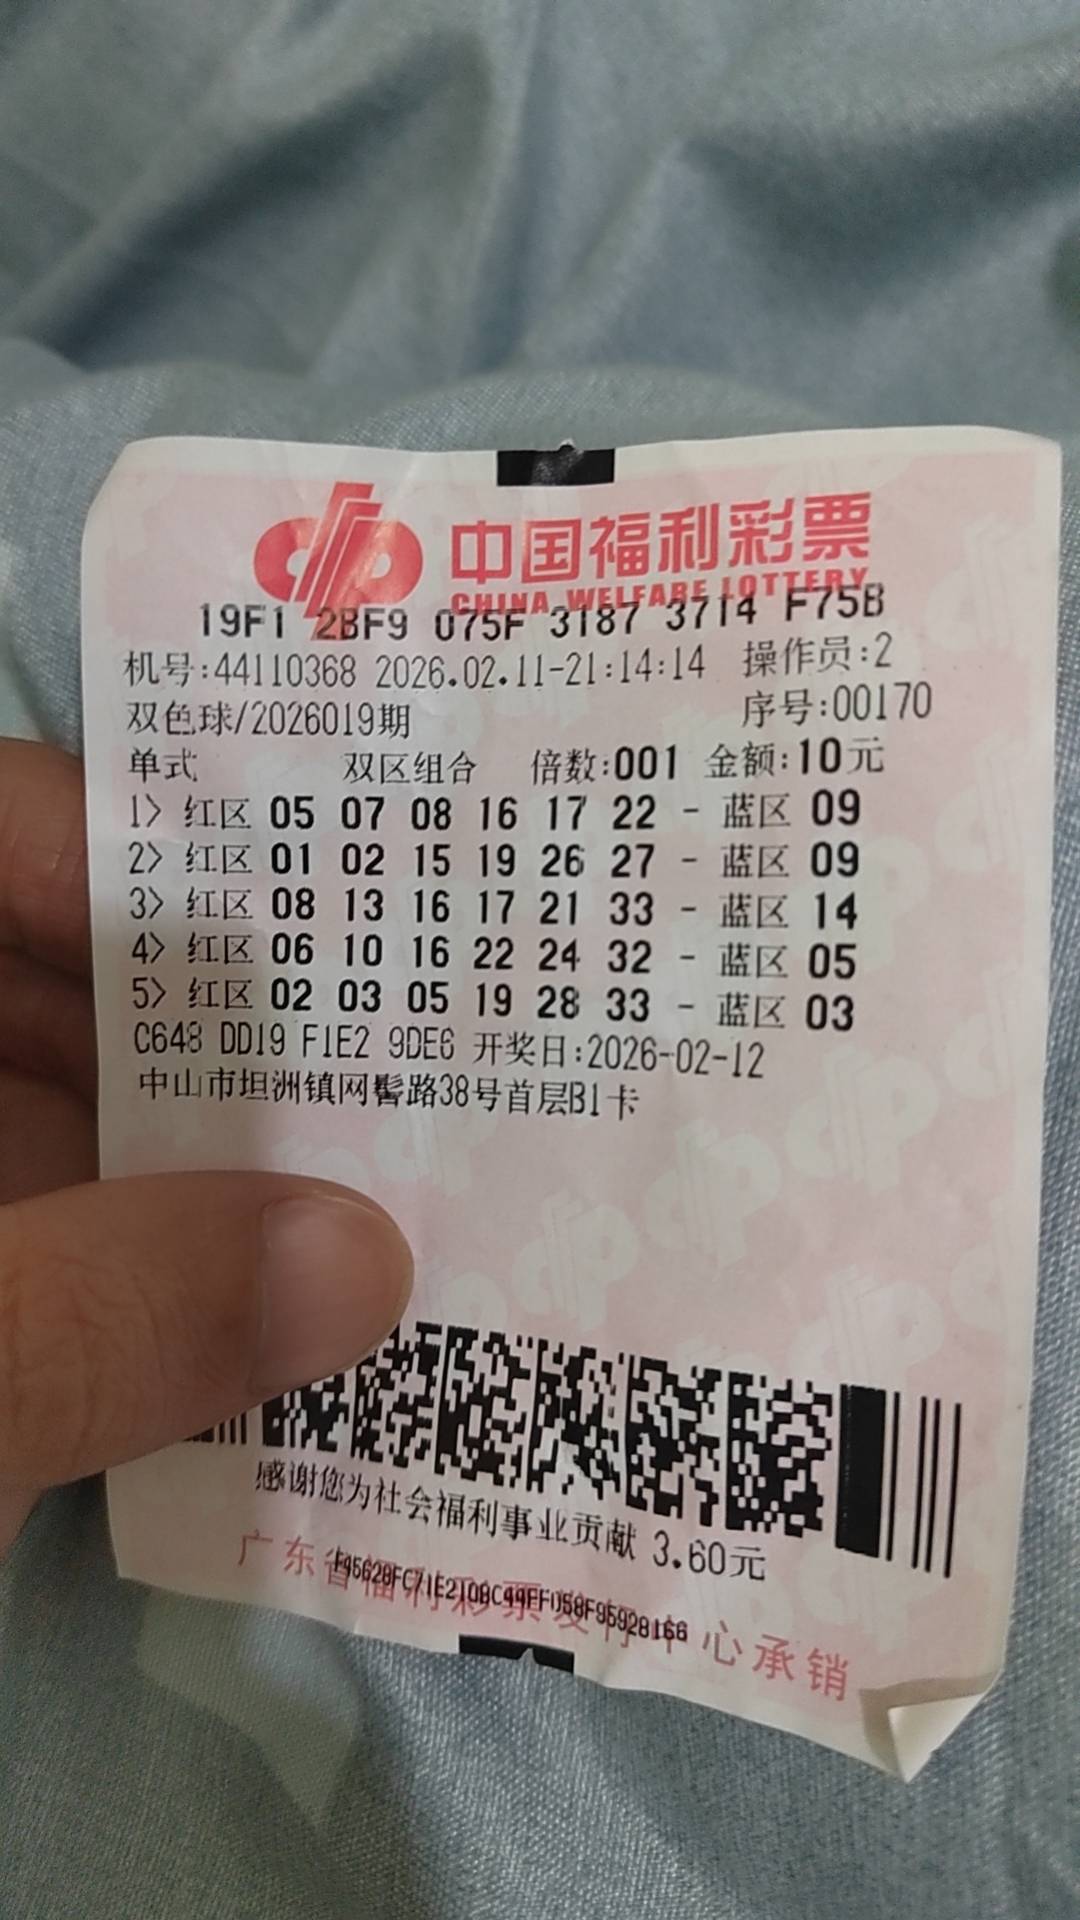 中国福利彩票
CHINA WELFARE LOTTERY
19F1 2BF9 075F 3187 3714 F75B
机号:44110368 2026.02.11-21:14:14 操作员:2
双色球/2026019期 序号:00170
单式 双区组合 倍数:001 金额:10元
1> 红区 05 07 08 16 17 22 - 蓝区 09
2> 红区 01 02 15 19 26 27 - 蓝区 09
3> 红区 08 13 16 17 21 33 - 蓝区 14
4> 红区 06 10 16 22 24 32 - 蓝区 05
5> 红区 02 03 05 19 28 33 - 蓝区 03
C648 DD19 F1E2 9DE6 开奖日:2026-02-12
中山市坦洲镇网髻路38号首层B1卡
感谢您为社会福利事业贡献 3.60元
广东省福利彩票发行中心承销